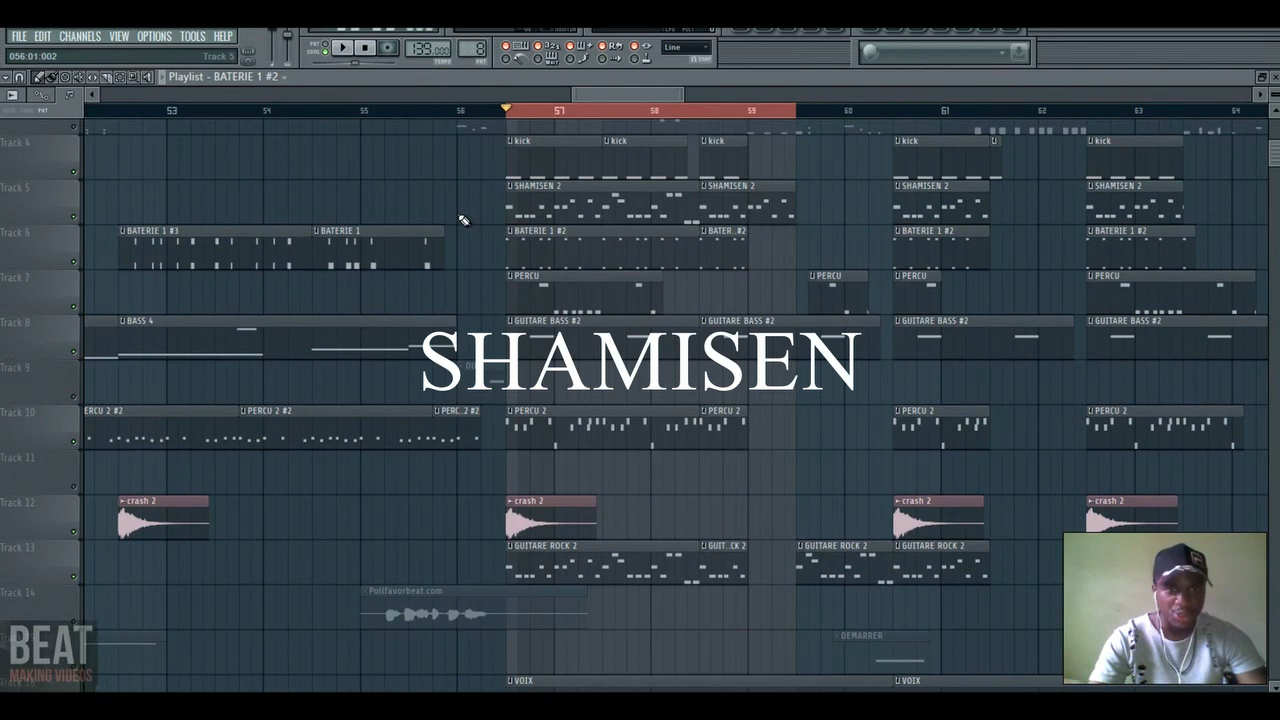 FILE EDIT CHANNELS VIEW OPTIONS TOOLS HELP
056:01:002 Track 5
133.000
8
Line
Playlist - BATERIE 1 #2
53 54 55 56 57 58 59 60 61 62 63 64
Track 4 kick kick kick kick kick
Track 5 SHAMISEN 2 SHAMISEN 2 SHAMISEN 2 SHAMISEN 2
Track 6 BATERIE 1 #3 BATERIE 1 BATERIE 1 #2 BATER..#2 BATERIE 1 #2 BATERIE 1 #2
Track 7 PERCU PERCU PERCU PERCU
Track 8 BASS 4 GUITARE BASS #2 GUITARE BASS #2 GUITARE BASS #2 GUITARE BASS #2
SHAMISEN
Track 9
Track 10 ERCU 2 #2 PERCU 2 #2 PERC..2 #2 PERCU 2 PERCU 2 PERCU 2 PERCU 2
Track 11
Track 12 crash 2 crash 2 crash 2 crash 2
Track 13 GUITARE ROCK 2 GUIT..CK 2 GUITARE ROCK 2 GUITARE ROCK 2
Track 14 Pollfavorbeat.com
DEMARRER
BEAT
MAKING VIDEOS
VOIX VOIX